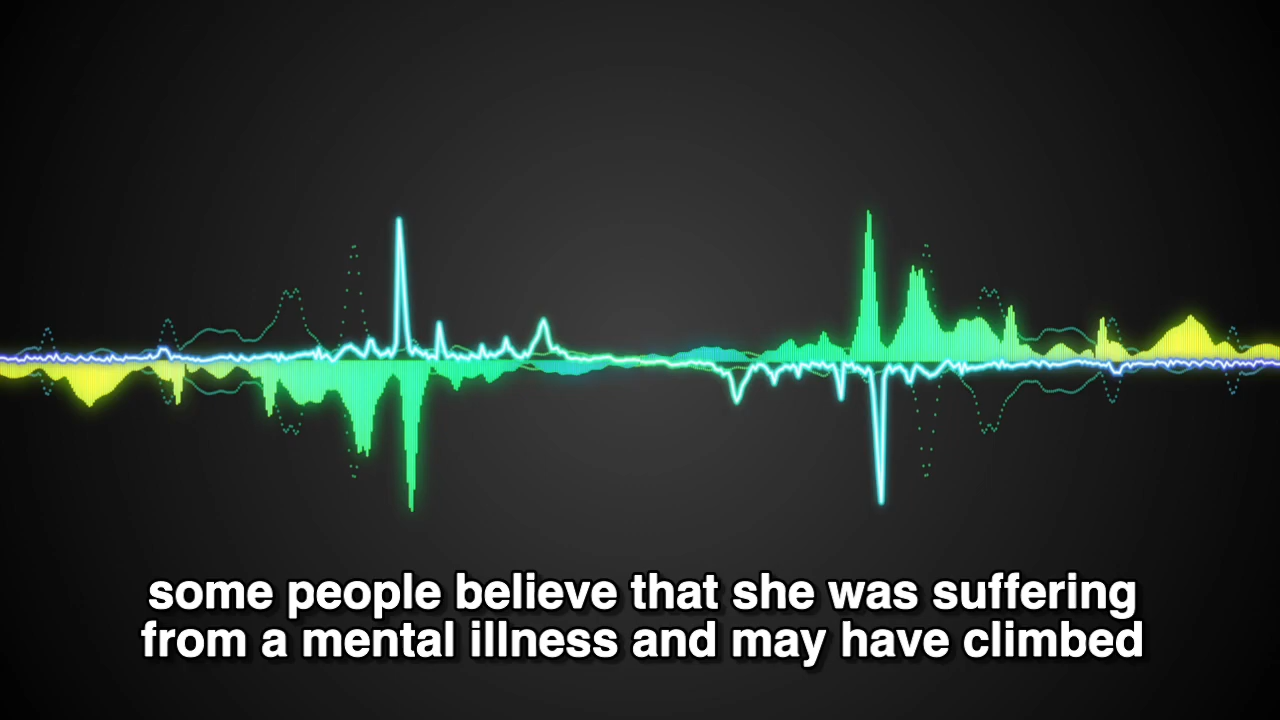 some people believe that she was suffering
from a mental illness and may have climbed